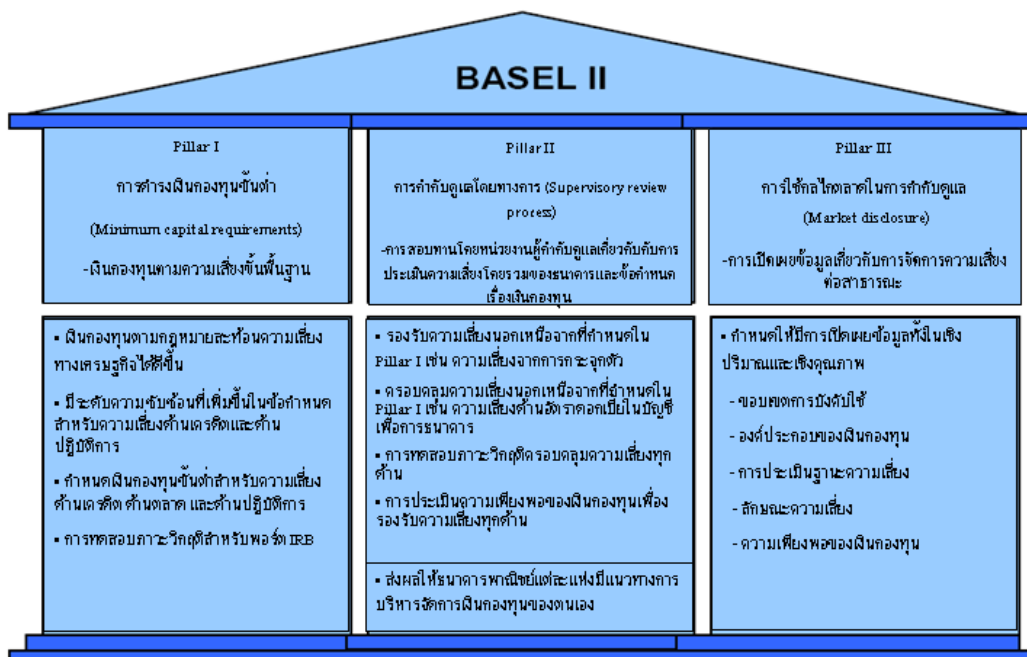 BASEL II
Pillar I
การดำรงเงินกองทุนขั้นต่ำ
(Minimum capital requirements)
-เงินกองทุนตามความเสี่ยงขั้นพื้นฐาน
Pillar II
การกำกับดูแลโดยทางการ (Supervisory review
process)
-การสอบทานโดยหน่วยงานผู้กำกับดูแลเกี่ยวกับกับการ
ประเมินความเสี่ยงโดยรวมของธนาคารและข้อกำหนด
เรื่องเงินกองทุน
Pillar III
การใช้กลไกตลาดในการกำกับดูแล
(Market disclosure)
-การเปิดเผยข้อมูลเกี่ยวกับการจัดการความเสี่ยง
ต่อสาธารณะ
▪ เงินกองทุนตามกฎหมายสะท้อนความเสี่ยง
ทางเศรษฐกิจได้ดีขึ้น
▪ มีระดับความซับซ้อนที่เพิ่มขึ้นในข้อกำหนด
สำหรับความเสี่ยงด้านเครดิตและด้าน
ปฏิบัติการ
▪ กำหนดเงินกองทุนขั้นต่ำสำหรับความเสี่ยง
ด้านเครดิต ด้านตลาด และด้านปฏิบัติการ
▪ การทดสอบภาวะวิกฤติสำหรับพอร์ต IRB
▪ รองรับความเสี่ยงนอกเหนือจากที่กำหนดใน
Pillar I เช่น ความเสี่ยงจากการกระจุกตัว
▪ ครอบคลุมความเสี่ยงนอกเหนือจากที่กำหนดใน
Pillar I เช่น ความเสี่ยงด้านอัตราดอกเบี้ยในบัญชี
เพื่อการธนาคาร
▪ การทดสอบภาวะวิกฤติครอบคลุมความเสี่ยงทุก
ด้าน
▪ การประเมินความเพียงพอของเงินกองทุนเพื่อง
รองรับความเสี่ยงทุกด้าน
▪ ส่งผลให้ธนาคารพาณิชย์แต่ละแห่งมีแนวทางการ
บริหารจัดการเงินกองทุนของตนเอง
▪ กำหนดให้มีการเปิดเผยข้อมูลทั้งในเชิง
ปริมาณและเชิงคุณภาพ
- ขอบเขตการบังคับใช้
- องค์ประกอบของเงินกองทุน
- การประเมินฐานะความเสี่ยง
- ลักษณะความเสี่ยง
- ความเพียงพอของเงินกองทุน